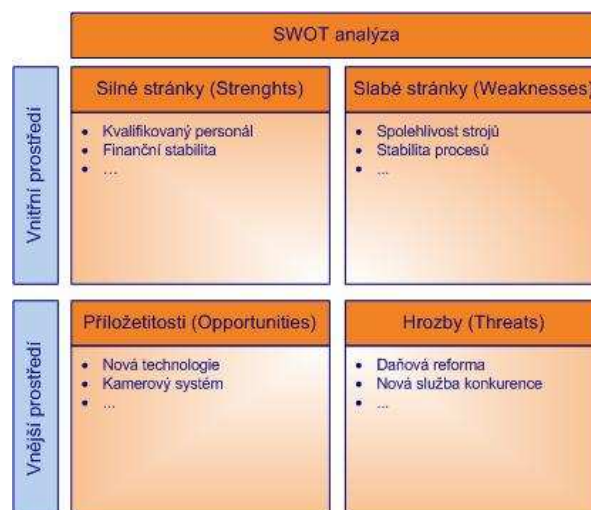 SWOT analýza
Vnitřní prostředí
Silné stránky (Strenghts)
• Kvalifikovaný personál
• Finanční stabilita
• ...
Slabé stránky (Weaknesses)
• Spolehlivost strojů
• Stabilita procesů
• ...
Vnější prostředí
Příložetitosti (Opportunities)
• Nová technologie
• Kamerový systém
• ...
Hrozby (Threats)
• Daňová reforma
• Nová služba konkurence
• ...